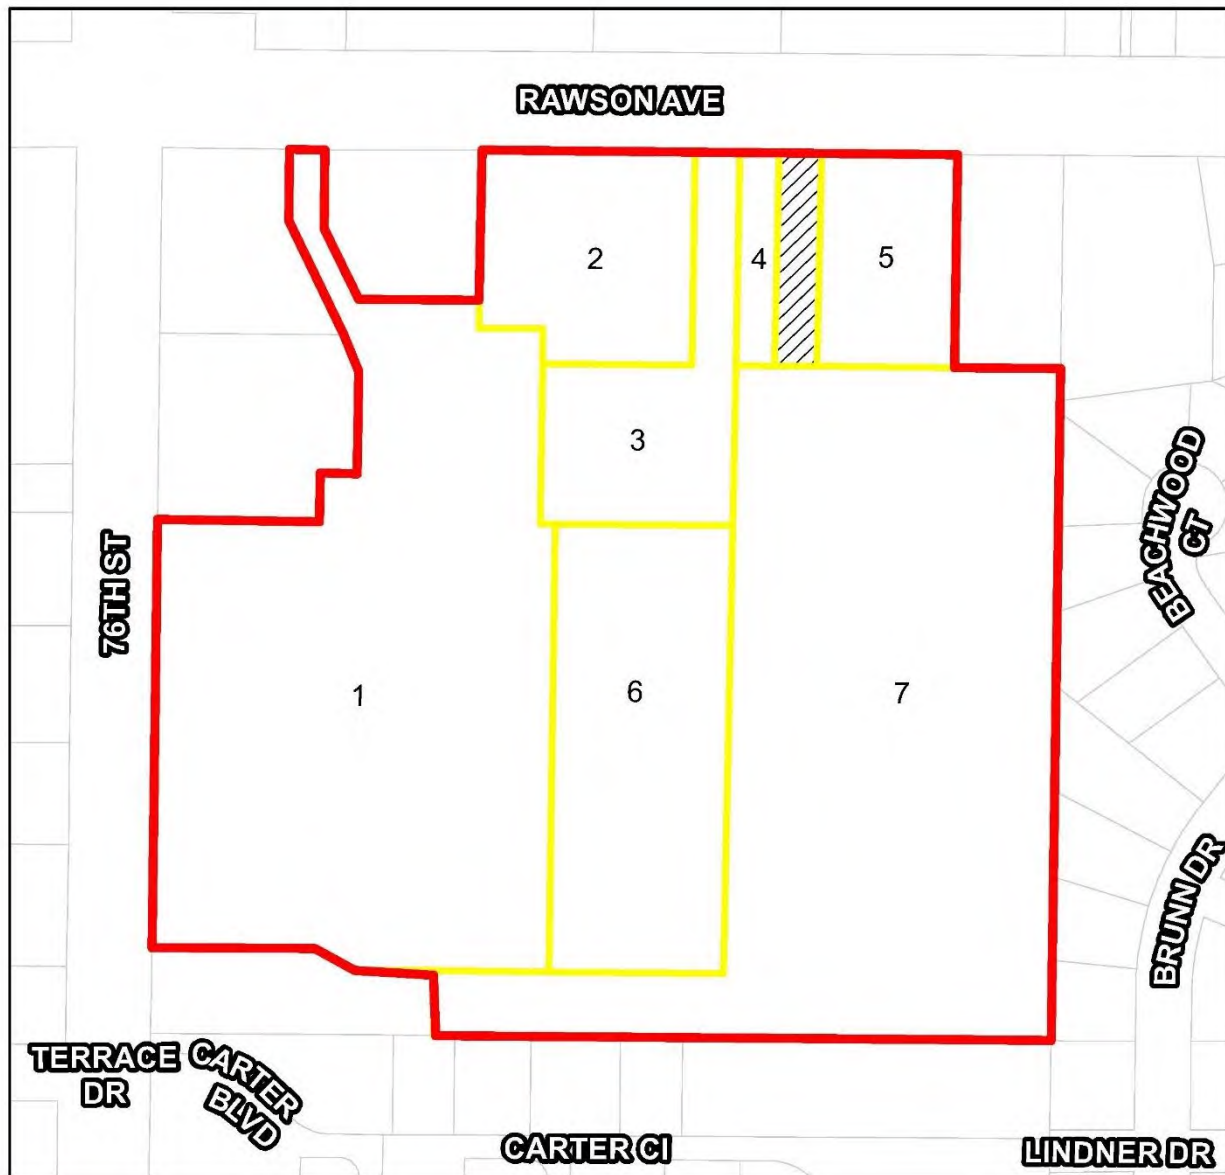 RAWSON AVE
2
4
5
3
BEACHWOOD
CT
76TH ST
1
6
7
BRUNN DR
TERRACE
DR
CARTER
BLVD
CARTER CI
LINDNER DR